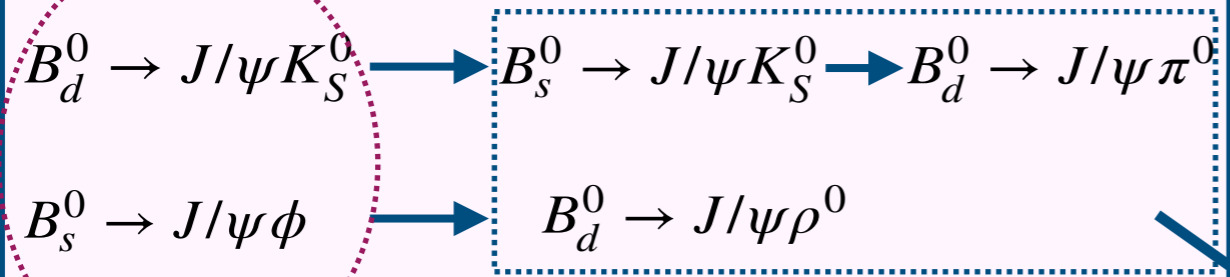 B_d^0 → J/ψK_S^0 → B_s^0 → J/ψK_S^0 → B_d^0 → J/ψπ^0
B_s^0 → J/ψϕ → B_d^0 → J/ψρ^0